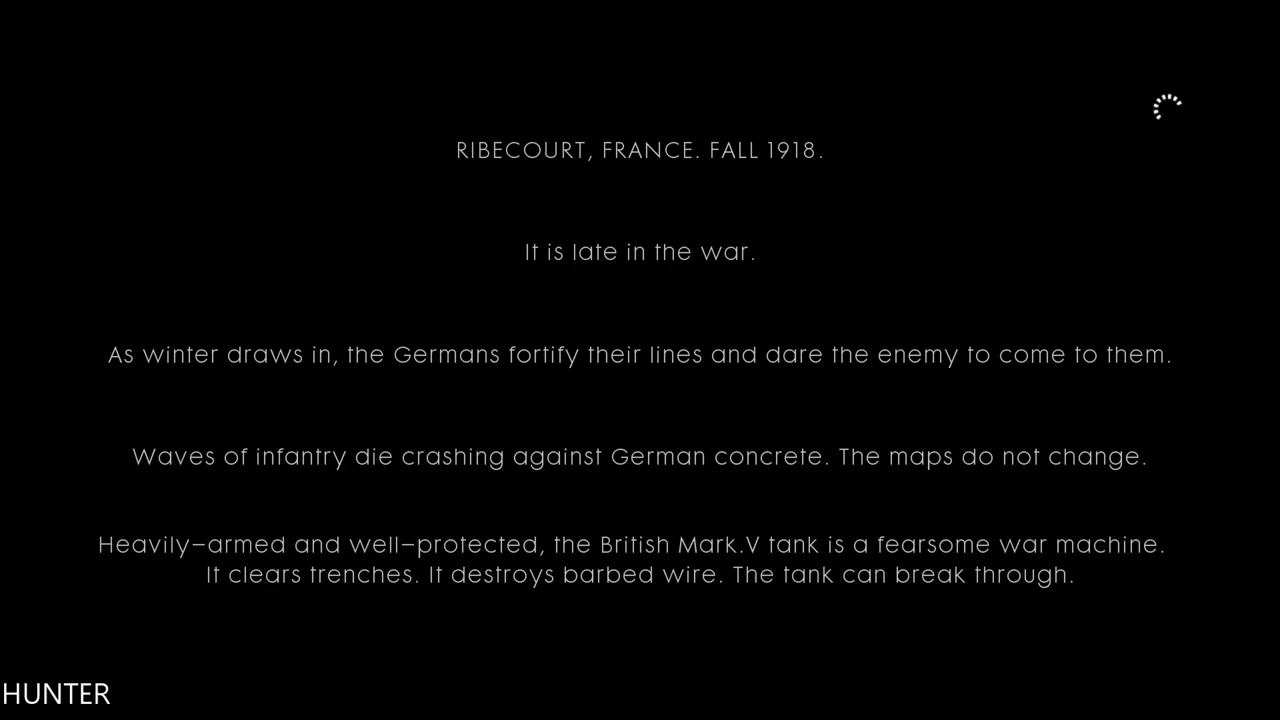 RIBECOURT, FRANCE. FALL 1918.
It is late in the war.
As winter draws in, the Germans fortify their lines and dare the enemy to come to them.
Waves of infantry die crashing against German concrete. The maps do not change.
Heavily–armed and well–protected, the British Mark.V tank is a fearsome war machine.
It clears trenches. It destroys barbed wire. The tank can break through.
HUNTER